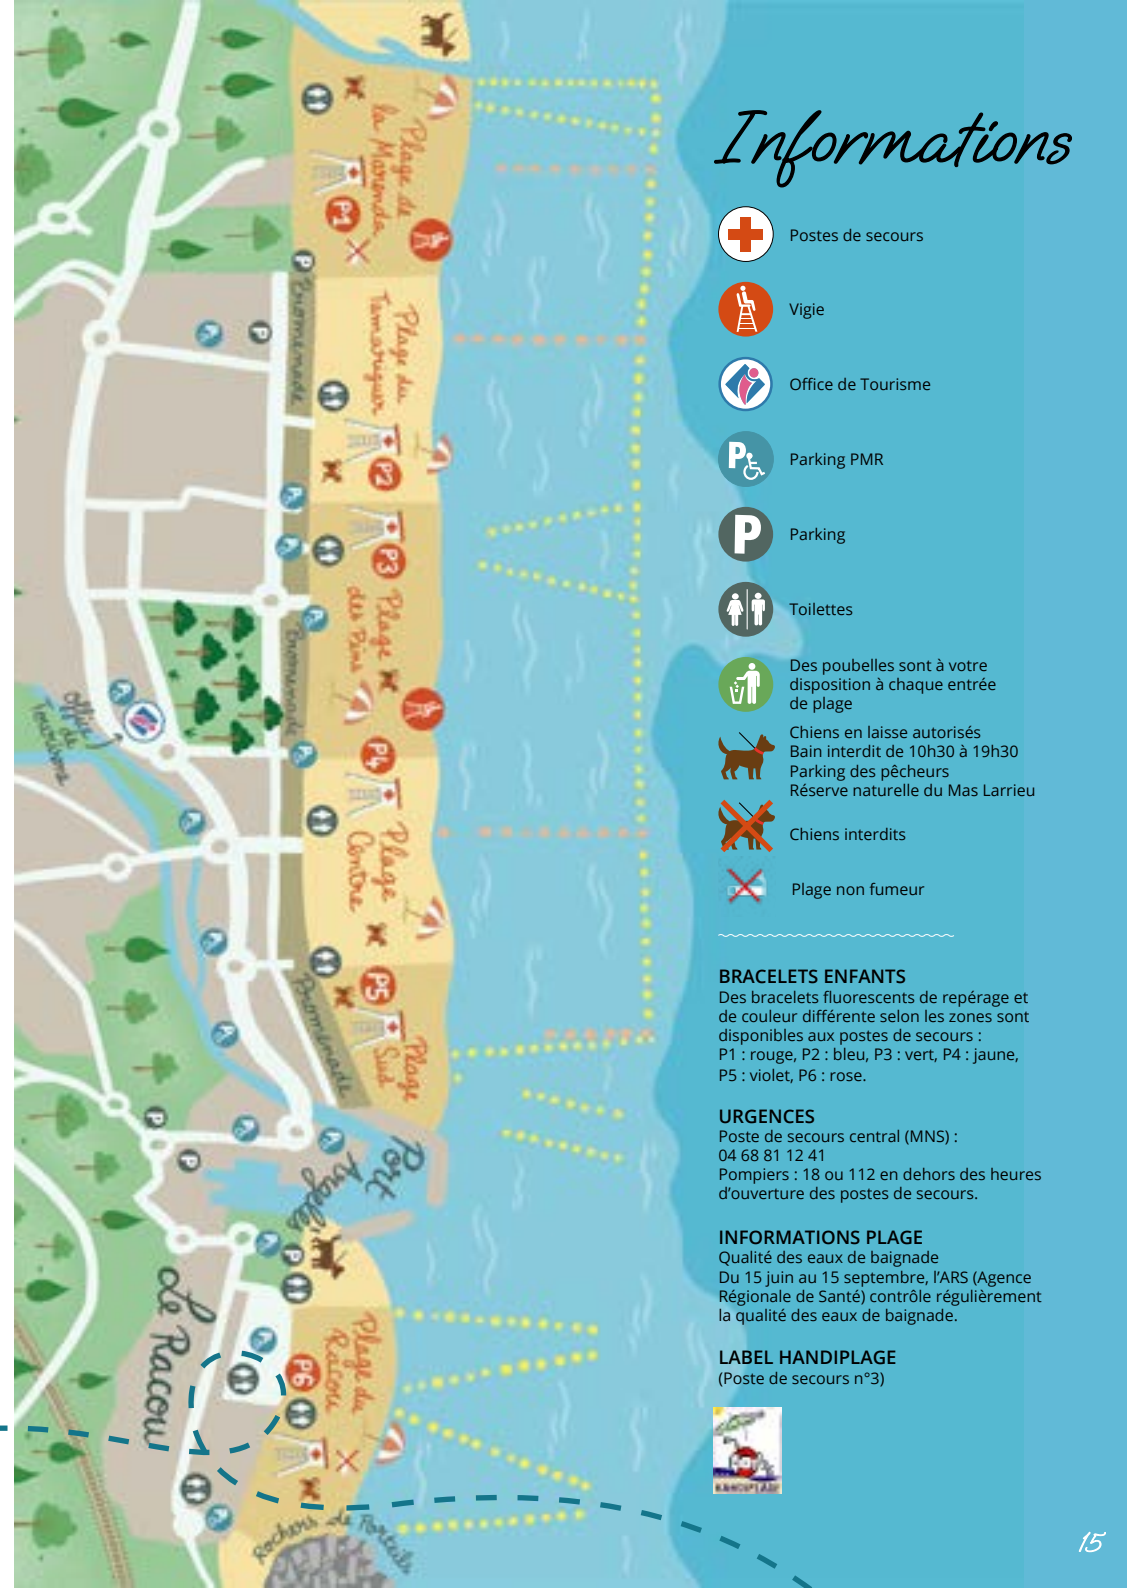 Informations
Postes de secours
Vigie
Office de Tourisme
P
Parking PMR
P
Parking
Toilettes
Des poubelles sont à votre
disposition à chaque entrée
de plage
Chiens en laisse autorisés
Bain interdit de 10h30 à 19h30
Parking des pêcheurs
Réserve naturelle du Mas Larrieu
Chiens interdits
Plage non fumeur
BRACELETS ENFANTS
Des bracelets fluorescents de repérage et
de couleur différente selon les zones sont
disponibles aux postes de secours :
P1 : rouge, P2 : bleu, P3 : vert, P4 : jaune,
P5 : violet, P6 : rose.
URGENCES
Poste de secours central (MNS) :
04 68 81 12 41
Pompiers : 18 ou 112 en dehors des heures
d'ouverture des postes de secours.
INFORMATIONS PLAGE
Qualité des eaux de baignade
Du 15 juin au 15 septembre, l'ARS (Agence
Régionale de Santé) contrôle régulièrement
la qualité des eaux de baignade.
LABEL HANDIPLAGE
(Poste de secours n°3)
HANDIPLAGE
15
Plage de
la Marenda
P1
P
Promenade
P
Plage du
Tamariguer
P2
P3
Plage
des Pins
Promenade
Office
de
Tourisme
P4
Plage
Centre
P5
Plage
Sud
Promenade
P
P
Port
Argelès
P
Le Racou
Plage du
Racou
P6
Rochers de Porteils